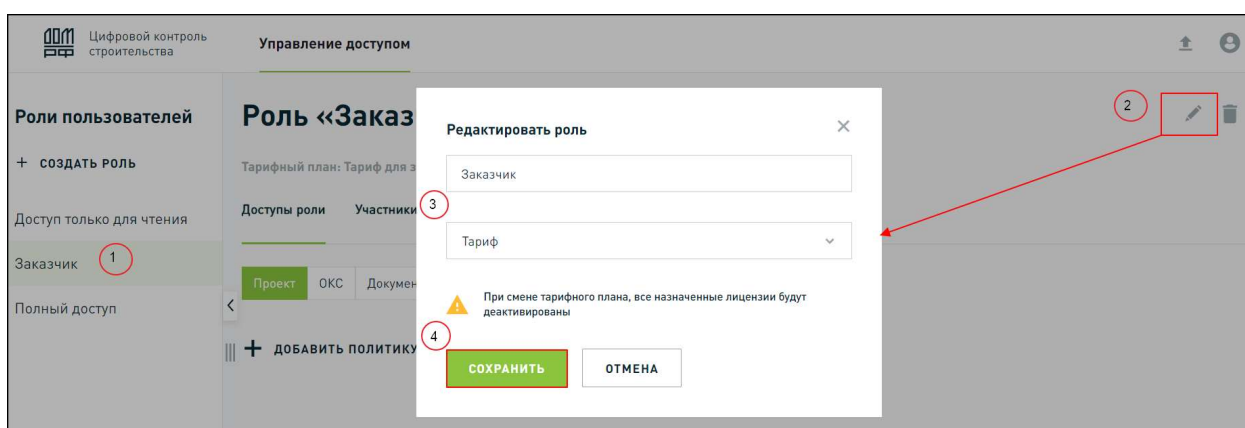 ДОМ РФ
Цифровой контроль строительства
Управление доступом
Роли пользователей
+ СОЗДАТЬ РОЛЬ
Доступ только для чтения
Заказчик
1
Полный доступ
Роль «Заказ
Тарифный план: Тариф для з
Доступы роли Участники
Проект ОКС Докумен
+ ДОБАВИТЬ ПОЛИТИКУ
2
Редактировать роль
Заказчик
3
Тариф
При смене тарифного плана, все назначенные лицензии будут
деактивированы
4
СОХРАНИТЬ ОТМЕНА